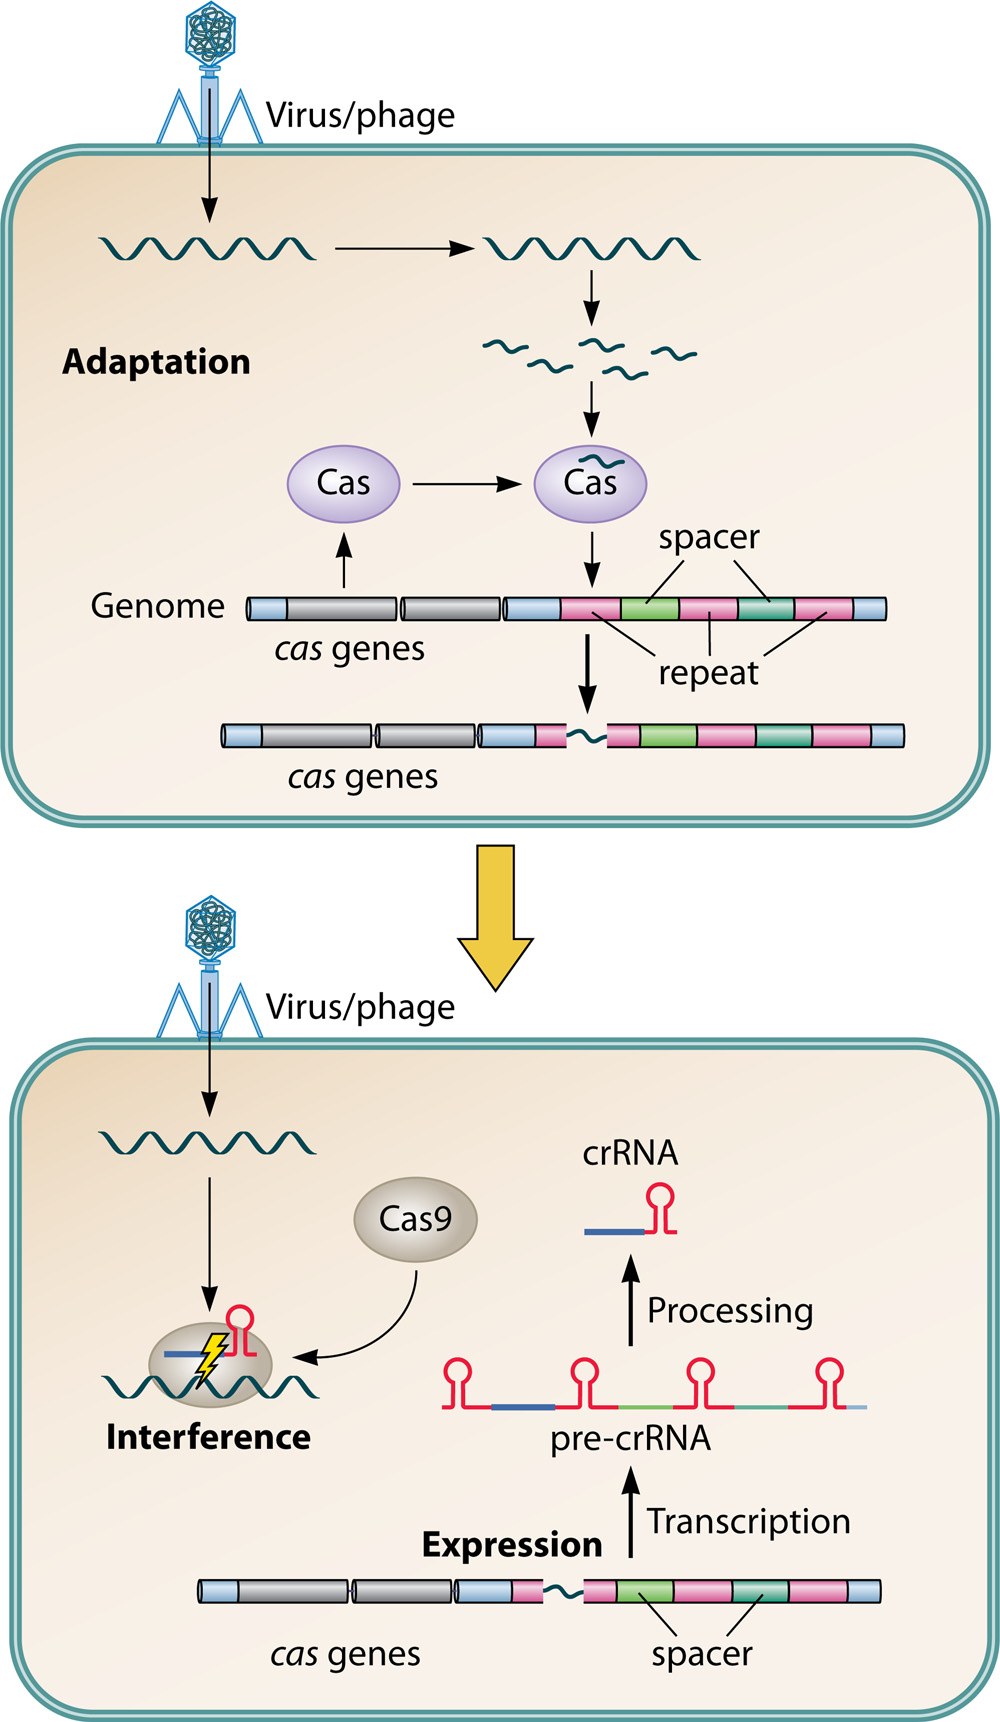 Virus/phage
Adaptation
Cas
Cas
spacer
Genome
cas genes
repeat
cas genes
Virus/phage
crRNA
Cas9
Processing
Interference
pre-crRNA
Transcription
Expression
cas genes
spacer